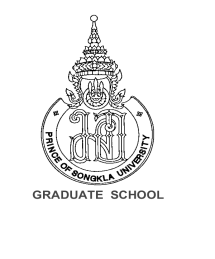 PRINCE OF SONGKLA UNIVERSITY
GRADUATE SCHOOL